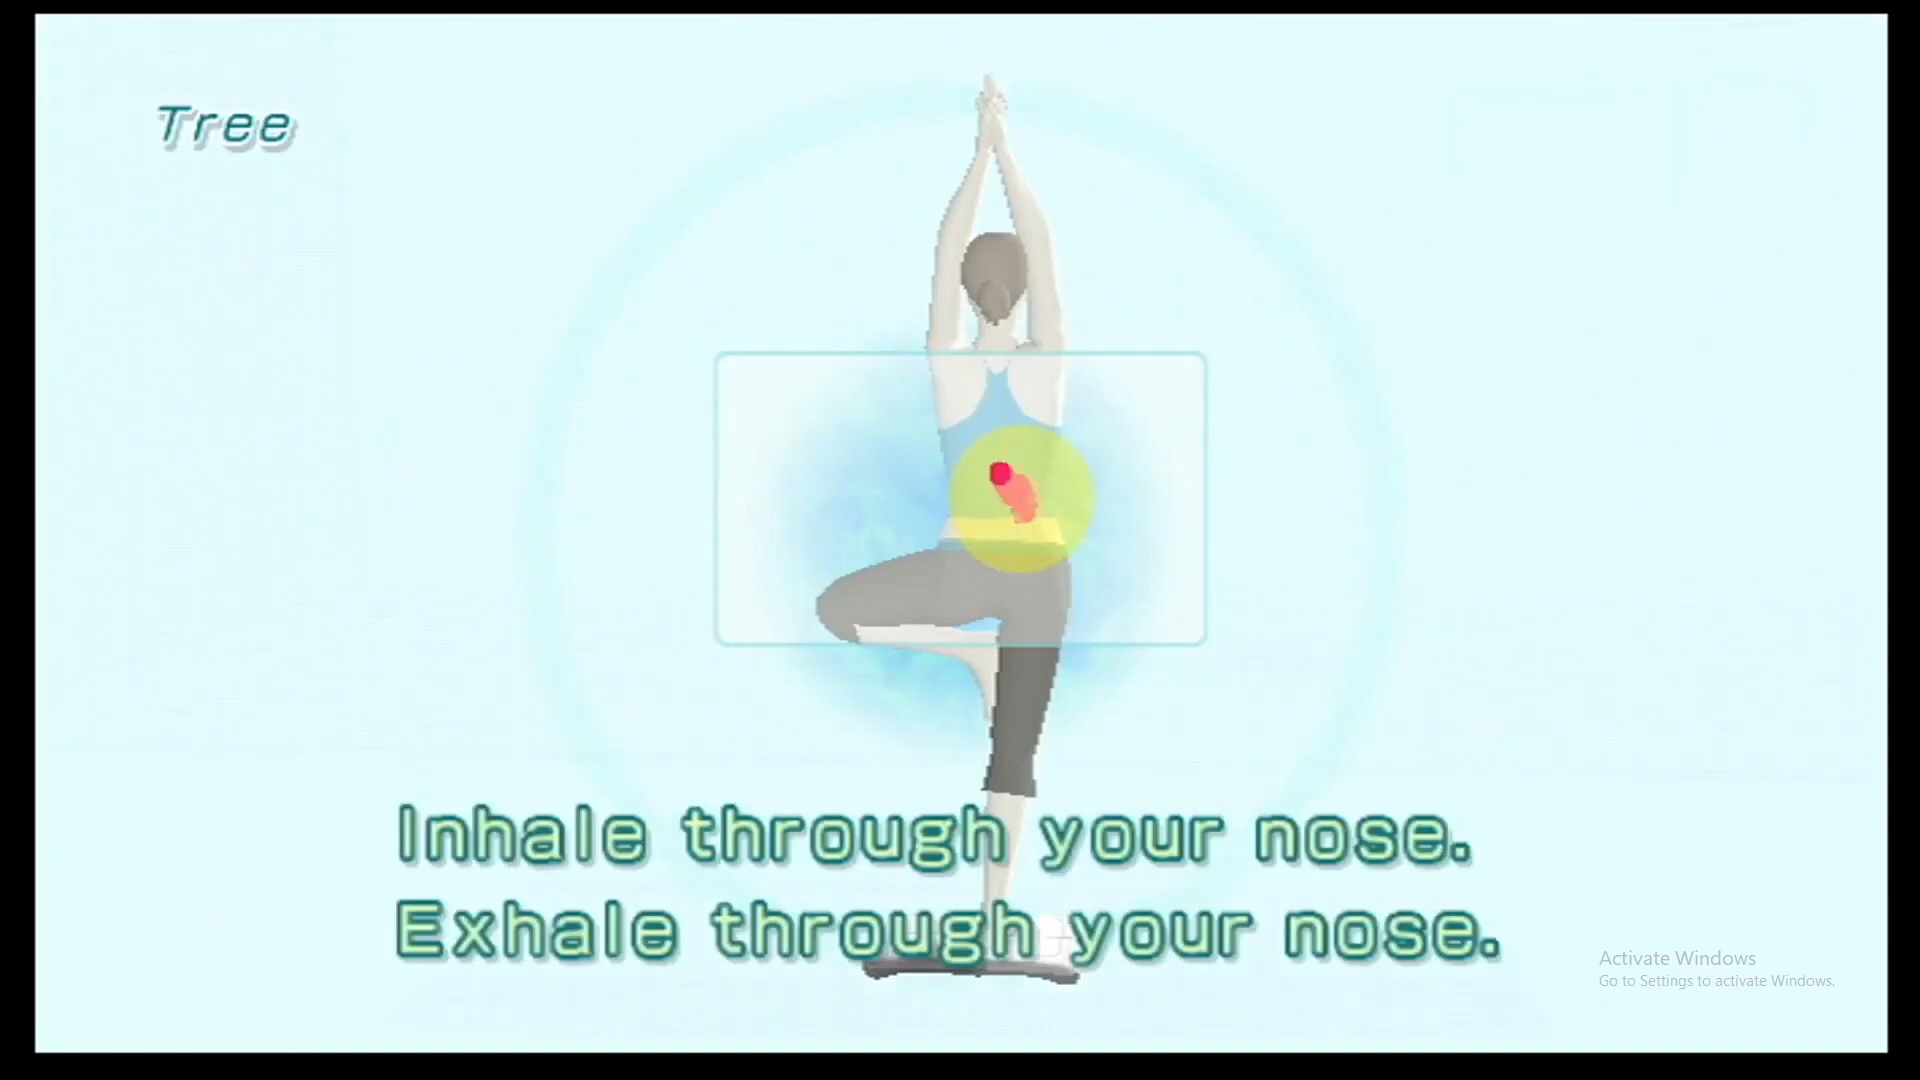 Tree
Inhale through your nose.
Exhale through your nose.
Activate Windows
Go to Settings to activate Windows.